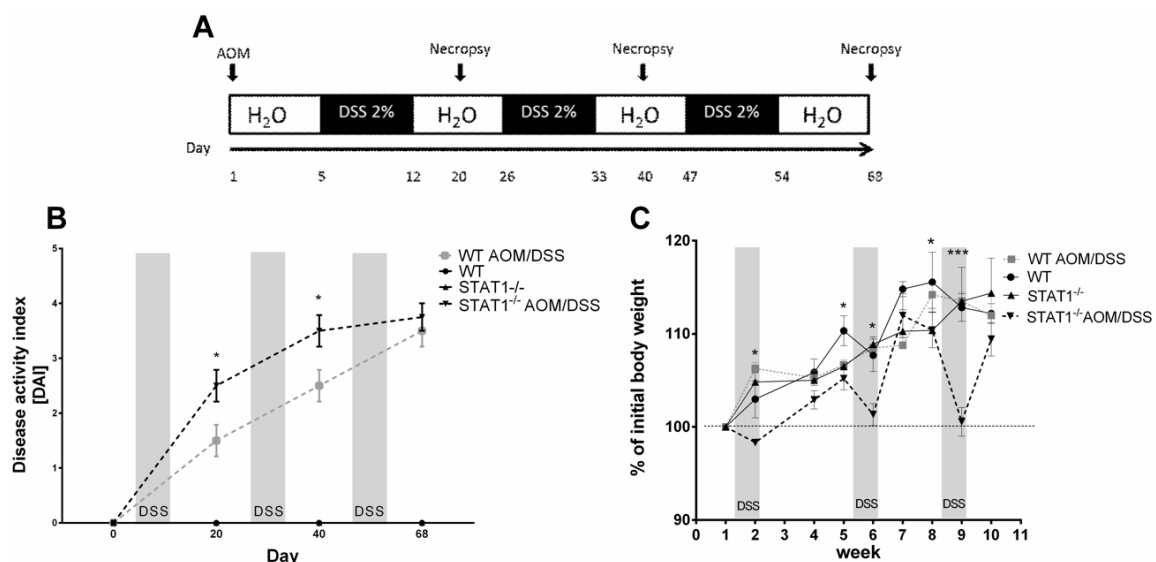 A
AOM Necropsy Necropsy Necropsy
H₂O DSS 2% H₂O DSS 2% H₂O DSS 2% H₂O
Day
1 5 12 20 26 33 40 47 54 68
B
5
4
3
2
1
0
Disease activity index
[DAI]
* *
DSS DSS DSS
0 20 40 68
Day
WT AOM/DSS
WT
STAT1-/-
STAT1-/- AOM/DSS
C
120
110
100
90
% of initial body weight
* * * * ***
DSS DSS DSS
0 1 2 3 4 5 6 7 8 9 10 11
week
WT AOM/DSS
WT
STAT1-/-
STAT1-/-AOM/DSS